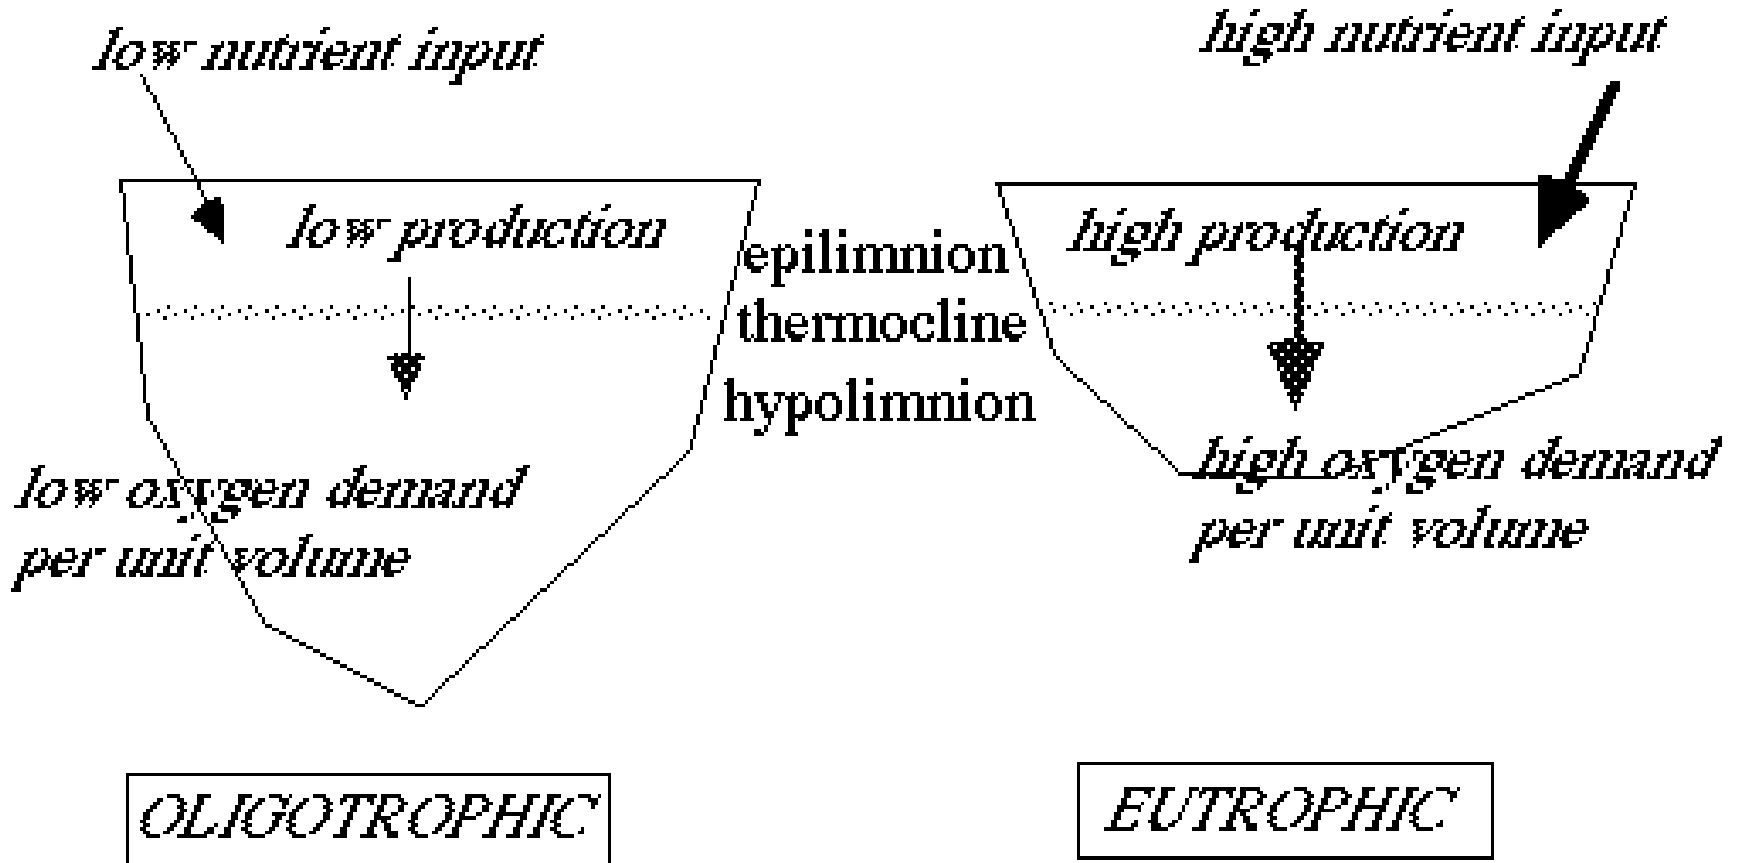 low nutrient input
high nutrient input
low production
high production
epilimnion
thermocline
hypolimnion
low oxygen demand
per unit volume
high oxygen demand
per unit volume
OLIGOTROPHIC
EUTROPHIC